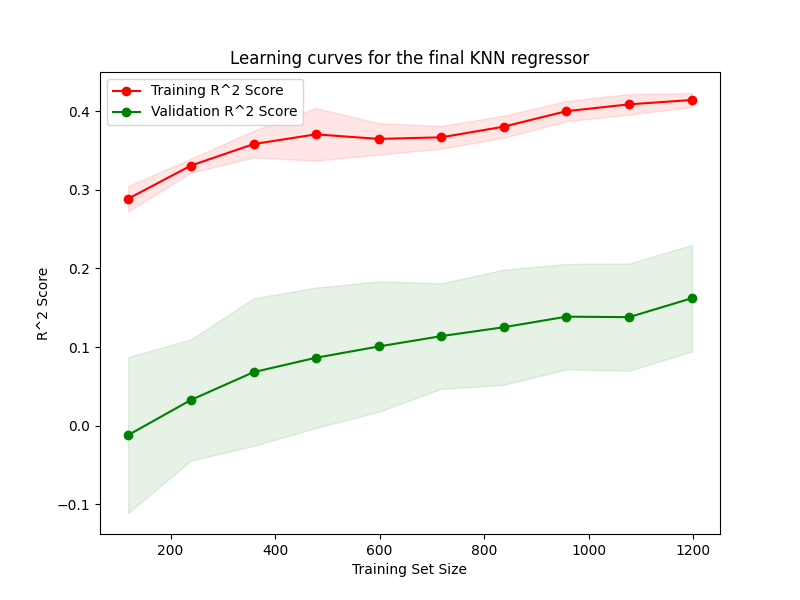 Learning curves for the final KNN regressor
Training R^2 Score
Validation R^2 Score
R^2 Score
0.4
0.3
0.2
0.1
0.0
−0.1
200 400 600 800 1000 1200
Training Set Size